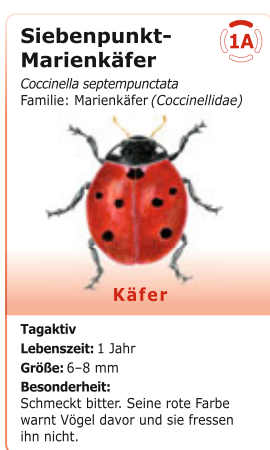 Siebenpunkt-
Marienkäfer
1A
Coccinella septempunctata
Familie: Marienkäfer (Coccinellidae)
Käfer
Tagaktiv
Lebenszeit: 1 Jahr
Größe: 6–8 mm
Besonderheit:
Schmeckt bitter. Seine rote Farbe
warnt Vögel davor und sie fressen
ihn nicht.